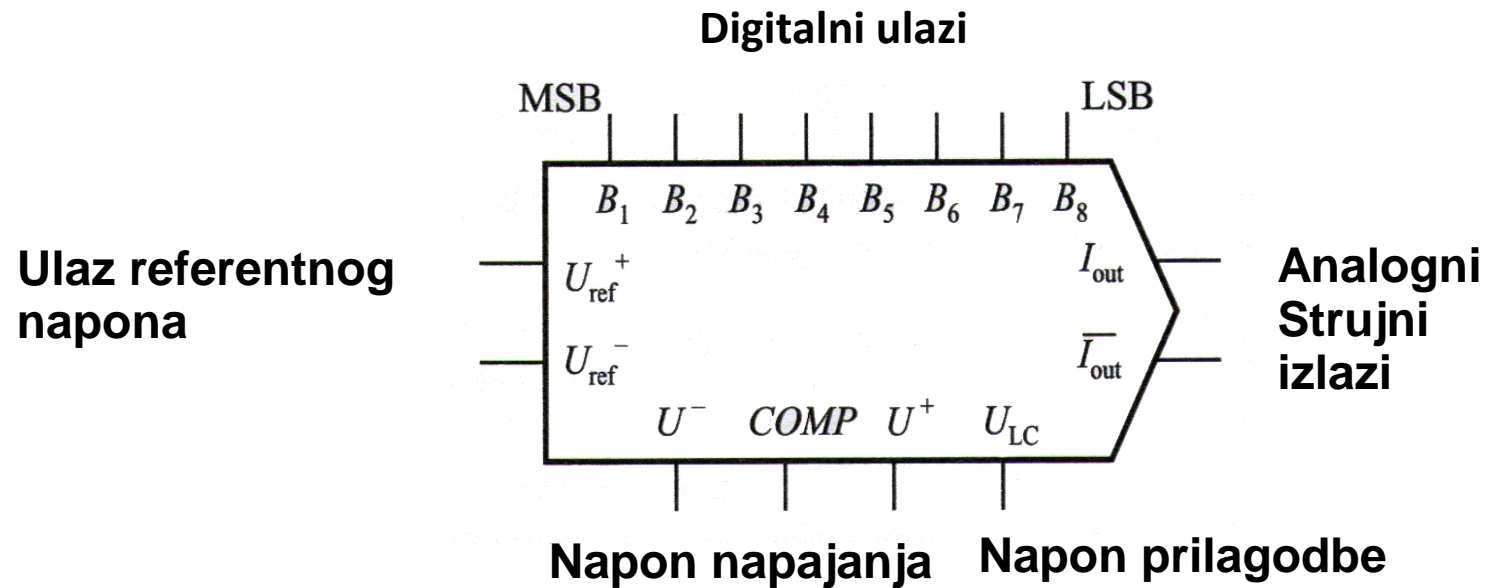 Digitalni ulazi
MSB LSB
B1 B2 B3 B4 B5 B6 B7 B8
Ulaz referentnog
napona
Uref+
Uref−
Iout
I̅out
Analogni
Strujni
izlazi
U− COMP U+ ULC
Napon napajanja Napon prilagodbe